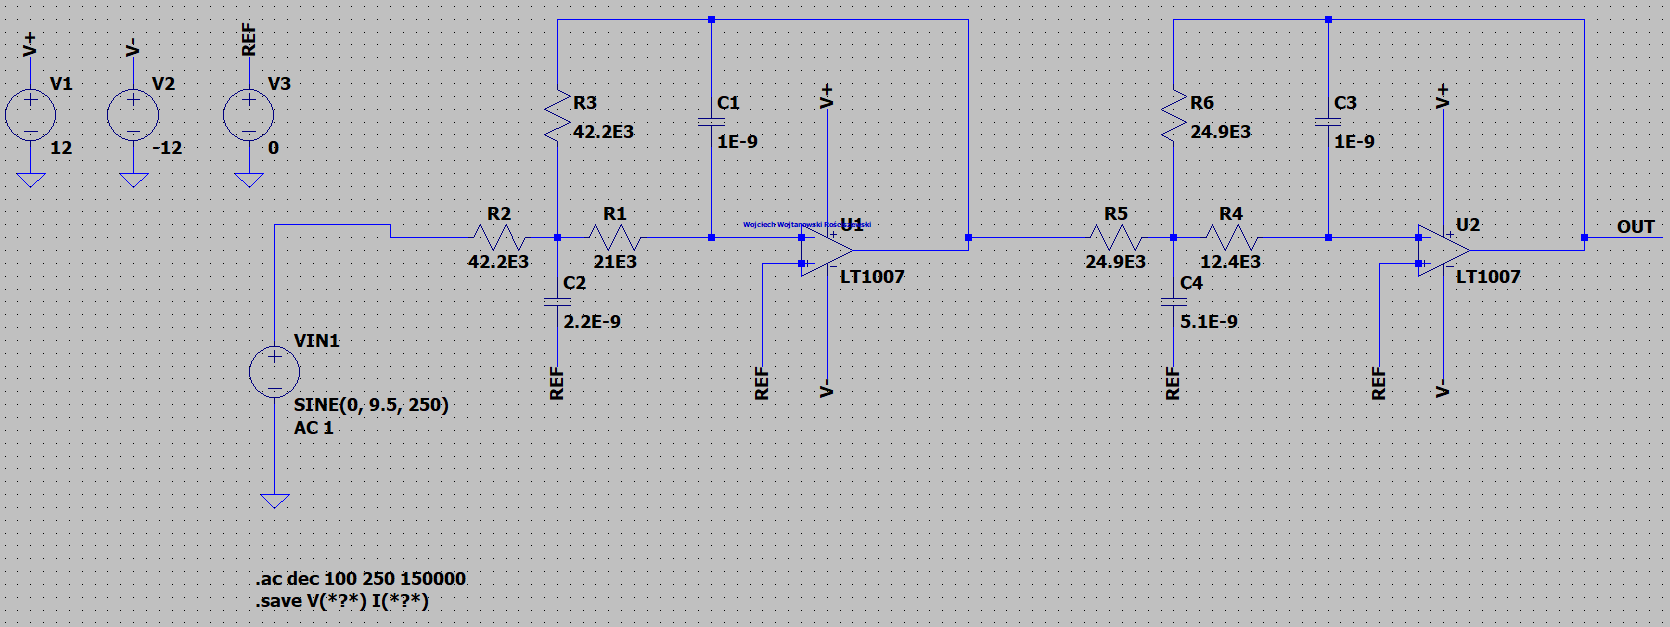 V+
V-
REF
V1
V2
V3
12
-12
0
R3
42.2E3
C1
1E-9
V+
R6
24.9E3
C3
1E-9
V+
R2
42.2E3
R1
21E3
Wojciech Wojtanowski
U1
LT1007
R5
24.9E3
R4
12.4E3
U2
LT1007
OUT
C2
2.2E-9
C4
5.1E-9
REF
REF
V-
REF
REF
V-
VIN1
SINE(0, 9.5, 250)
AC 1
.ac dec 100 250 150000
.save V(*?*) I(*?*)